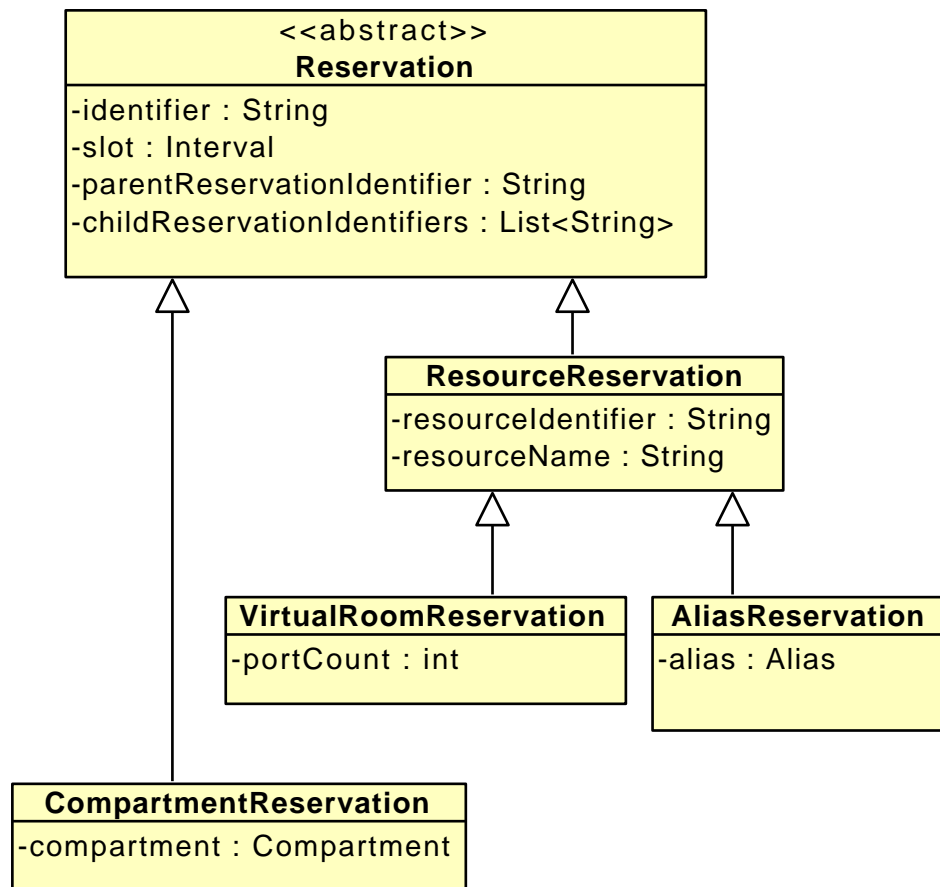 <<abstract>>
Reservation
-identifier : String
-slot : Interval
-parentReservationIdentifier : String
-childReservationIdentifiers : List<String>
ResourceReservation
-resourceIdentifier : String
-resourceName : String
VirtualRoomReservation
-portCount : int
AliasReservation
-alias : Alias
CompartmentReservation
-compartment : Compartment